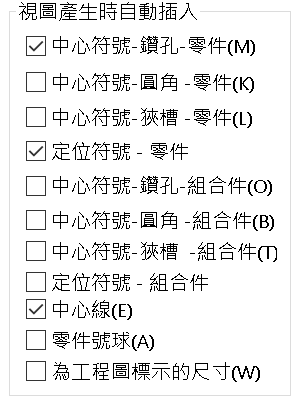 視圖產生時自動插入
中心符號-鑽孔-零件(M)
中心符號-圓角 -零件(K)
中心符號-狹槽 -零件(L)
定位符號 - 零件
中心符號-鑽孔-組合件(O)
中心符號-圓角 -組合件(B)
中心符號-狹槽  -組合件(T)
定位符號 - 組合件
中心線(E)
零件號球(A)
為工程圖標示的尺寸(W)